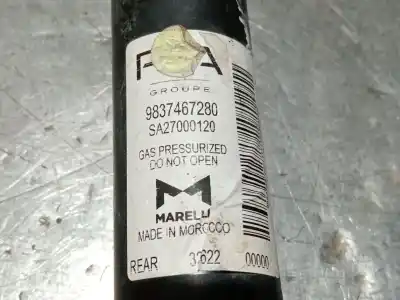 GROUPE
9837467280
SA27000120
GAS PRESSURIZED
DO NOT OPEN
MARELLI
MADE IN MOROCCO
REAR 00000